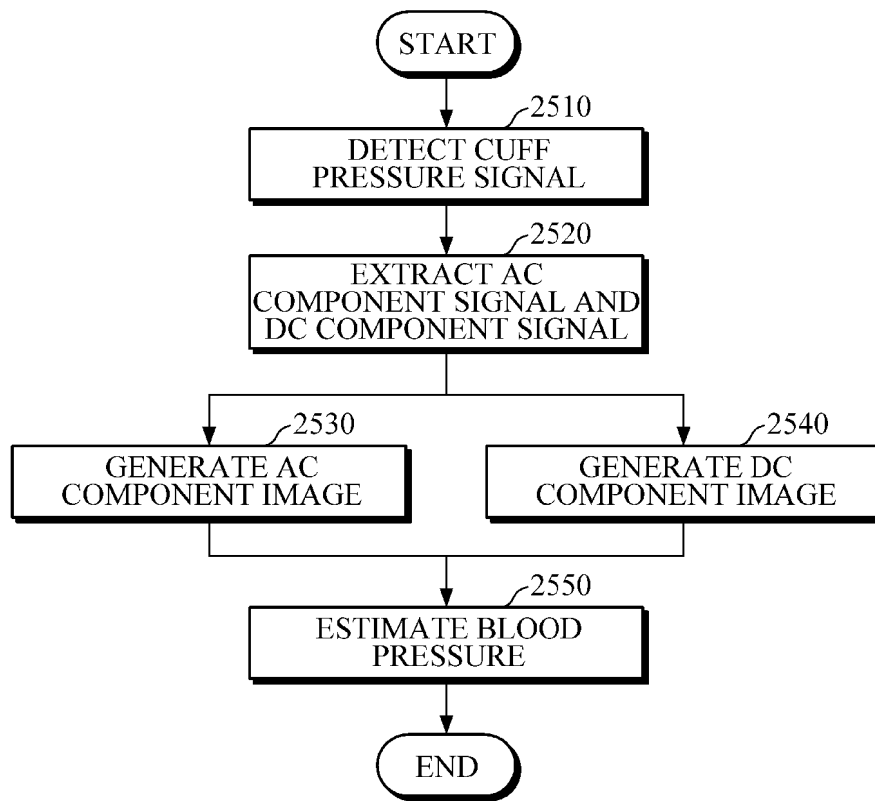 START
2510
DETECT CUFF
PRESSURE SIGNAL
2520
EXTRACT AC
COMPONENT SIGNAL AND
DC COMPONENT SIGNAL
2530
GENERATE AC
COMPONENT IMAGE
2540
GENERATE DC
COMPONENT IMAGE
2550
ESTIMATE BLOOD
PRESSURE
END